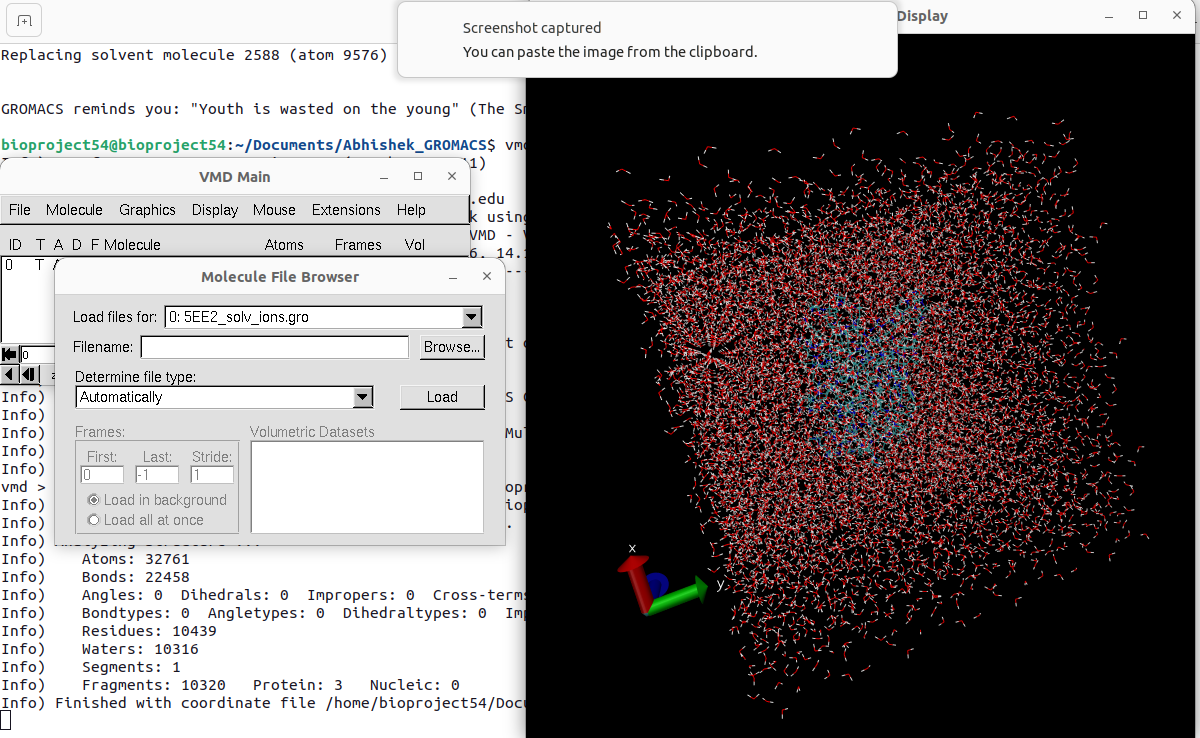 Screenshot captured
You can paste the image from the clipboard.
Display
Replacing solvent molecule 2588 (atom 9576)
GROMACS reminds you: "Youth is wasted on the young" (The
bioproject54@bioproject54:~/Documents/Abhishek_GROMACS$
VMD Main
File Molecule Graphics Display Mouse Extensions Help
ID T A D F Molecule Atoms Frames Vol
0 T
.edu
k using
VMD -
Molecule File Browser
Load files for: 0: 5EE2_solv_ions.gro
Filename: Browse...
Determine file type:
Automatically Load
Frames: Volumetric Datasets
First: Last: Stride:
0 -1 1
Load in background
Load all at once
0
Info)
Info)
Info)
Info)
Info)
vmd >
Info)
Info)
Info)
Info) Atoms: 32761
Info) Bonds: 22458
Info) Angles: 0 Dihedrals: 0 Impropers: 0 Cross-terms
Info) Bondtypes: 0 Angletypes: 0 Dihedraltypes: 0
Info) Residues: 10439
Info) Waters: 10316
Info) Segments: 1
Info) Fragments: 10320 Protein: 3 Nucleic: 0
Info) Finished with coordinate file /home/bioproject54/Docu
x
y